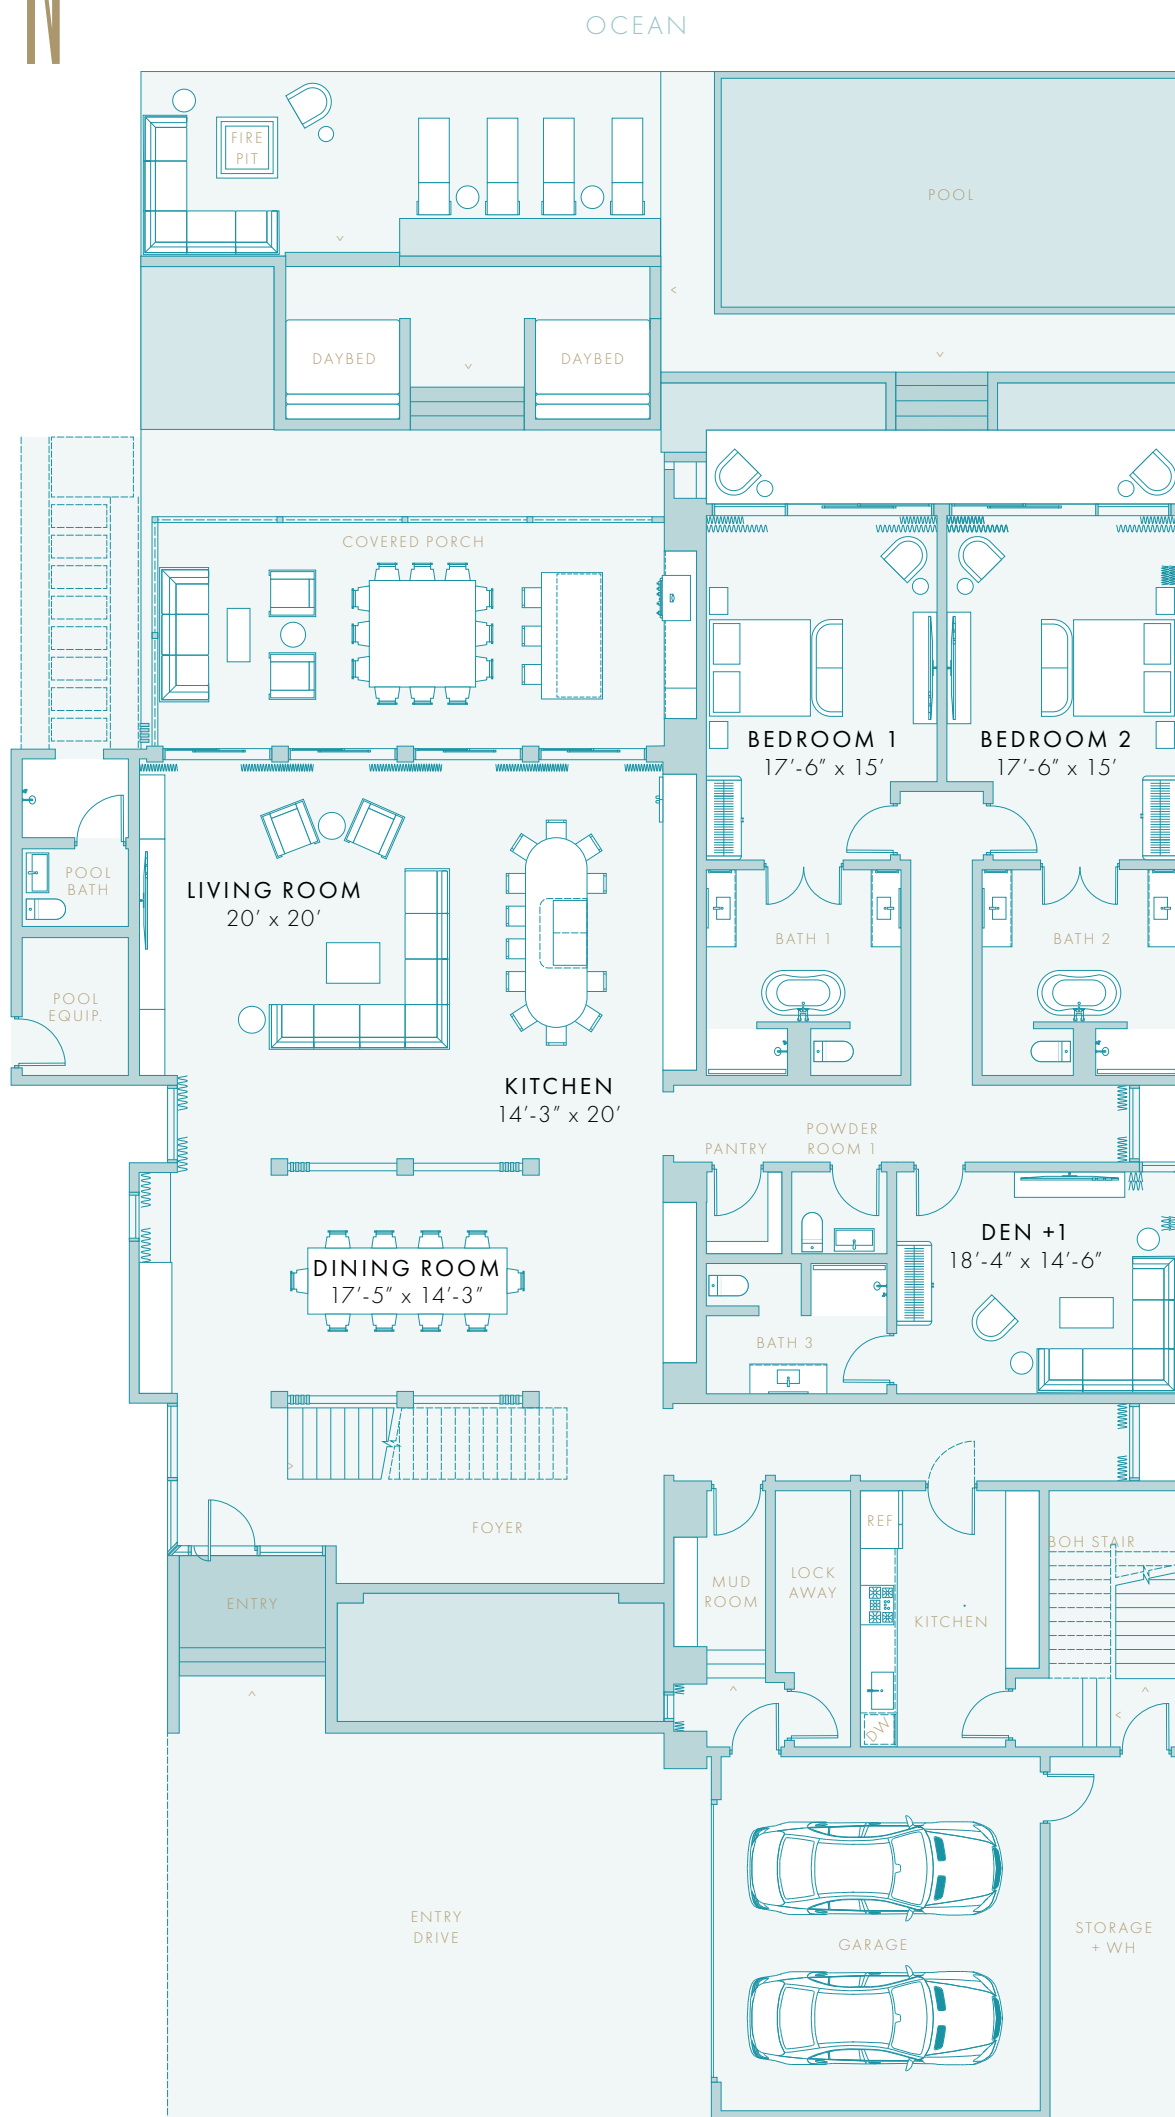 N
OCEAN
FIRE
PIT
POOL
DAYBED
DAYBED
COVERED PORCH
BEDROOM 1
17'-6" x 15'
BEDROOM 2
17'-6" x 15'
POOL
BATH
LIVING ROOM
20' x 20'
BATH 1
BATH 2
POOL
EQUIP.
KITCHEN
14'-3" x 20'
PANTRY
POWDER
ROOM 1
DEN +1
18'-4" x 14'-6"
DINING ROOM
17'-5" x 14'-3"
BATH 3
FOYER
REF
BOH STAIR
MUD
ROOM
LOCK
AWAY
ENTRY
KITCHEN
DW
ENTRY
DRIVE
GARAGE
STORAGE
+ WH